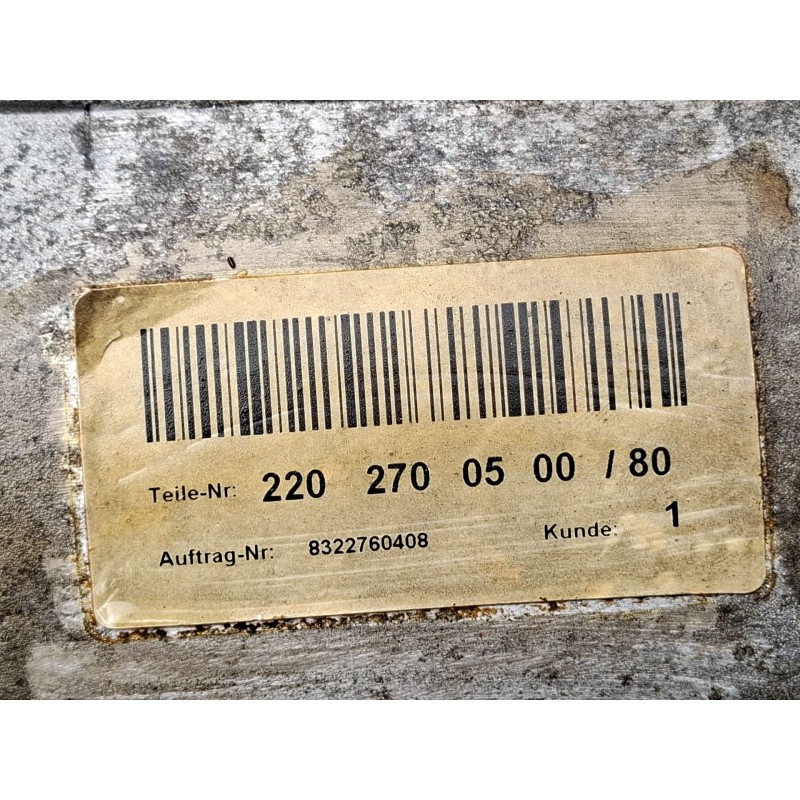 Teile-Nr: 220 270 05 00 / 80
Auftrag-Nr: 8322760408 Kunde: 1